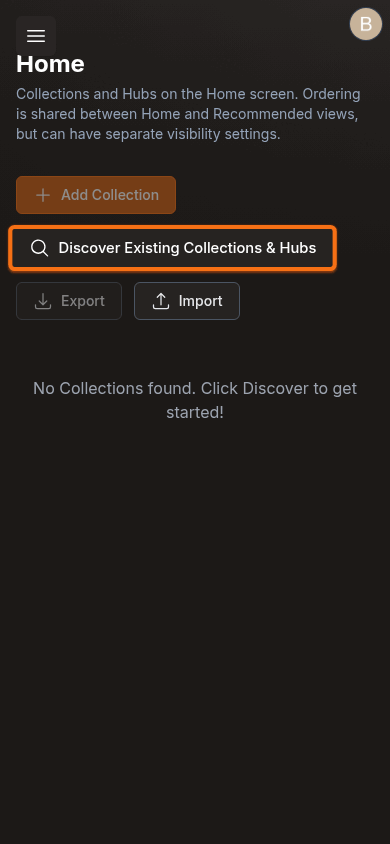 B
Home
Collections and Hubs on the Home screen. Ordering
is shared between Home and Recommended views,
but can have separate visibility settings.
Add Collection
Discover Existing Collections & Hubs
Export
Import
No Collections found. Click Discover to get
started!